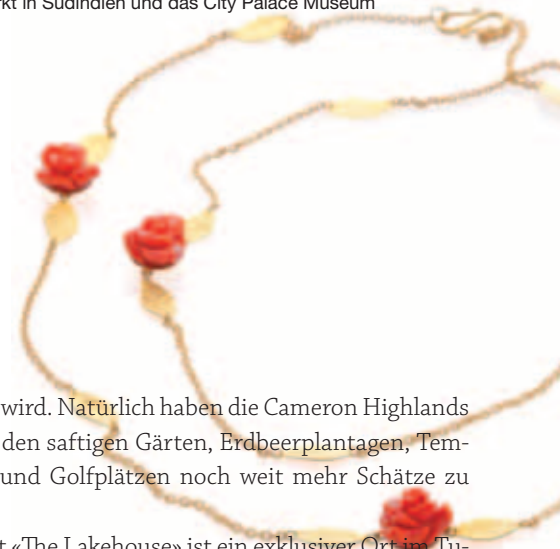 rkt in Südindien und das City Palace Museum
wird. Natürlich haben die Cameron Highlands
den saftigen Gärten, Erdbeerplantagen, Tem-
und Golfplätzen noch weit mehr Schätze zu
«The Lakehouse» ist ein exklusiver Ort im Tu-